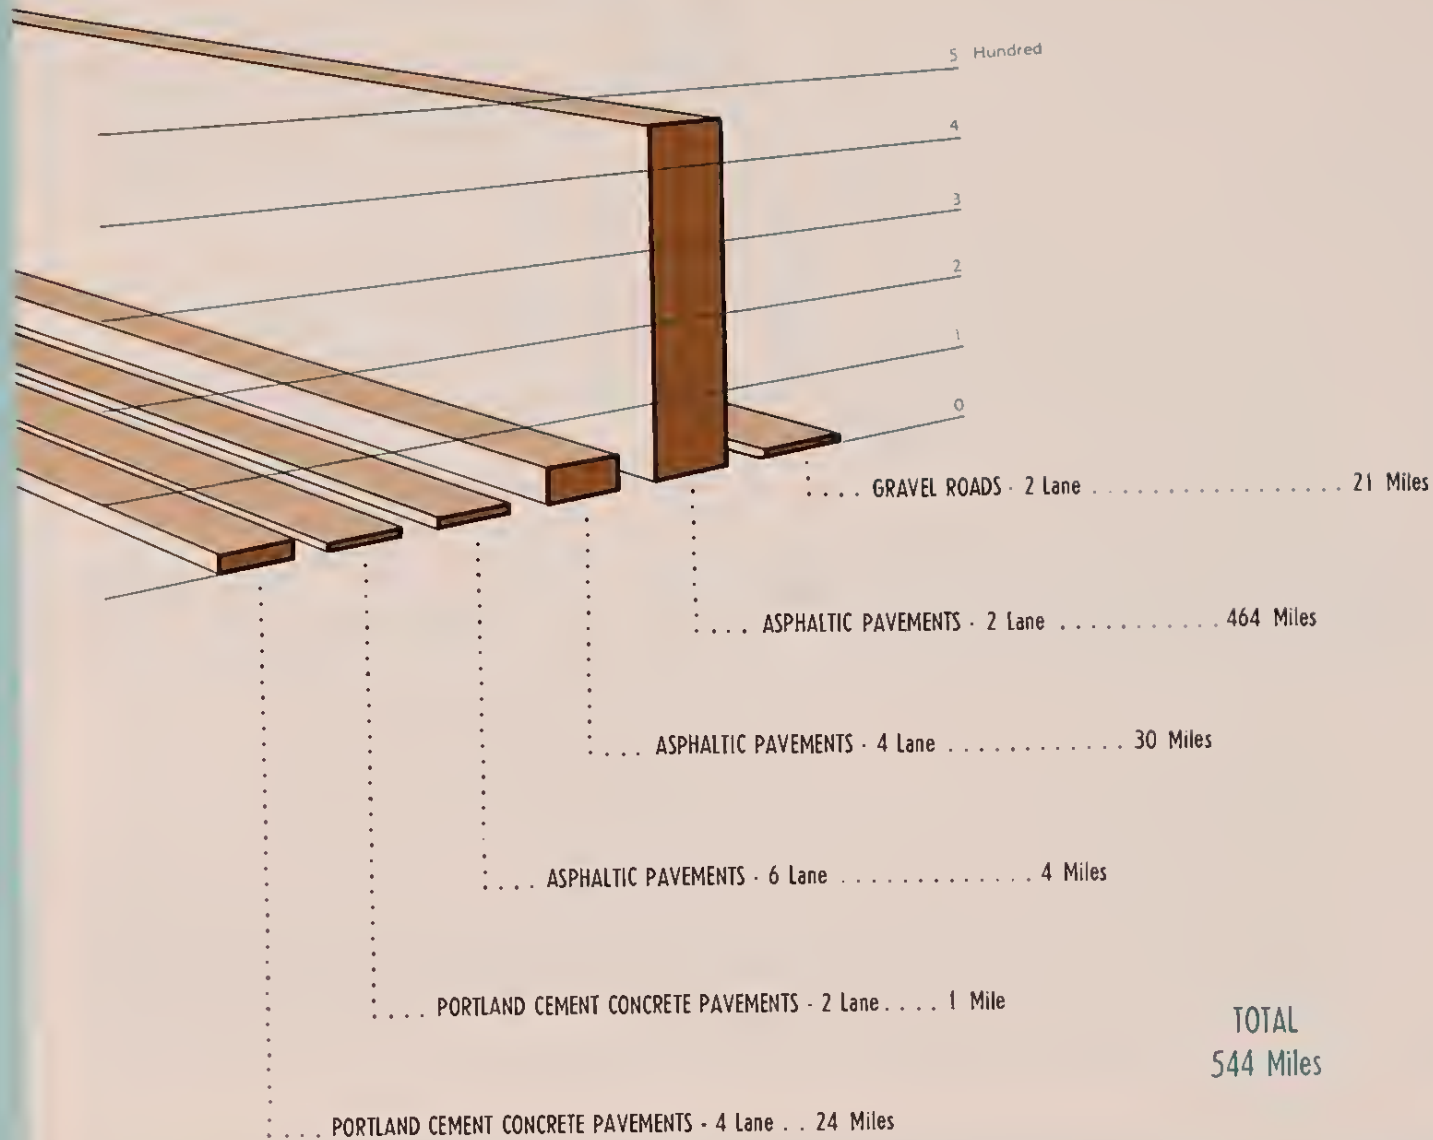 5 Hundred
4
3
2
1
0
GRAVEL ROADS - 2 Lane ........................ 21 Miles
ASPHALTIC PAVEMENTS - 2 Lane ........... 464 Miles
ASPHALTIC PAVEMENTS - 4 Lane ............ 30 Miles
ASPHALTIC PAVEMENTS - 6 Lane ............. 4 Miles
PORTLAND CEMENT CONCRETE PAVEMENTS - 2 Lane.... 1 Mile
PORTLAND CEMENT CONCRETE PAVEMENTS - 4 Lane .. 24 Miles
TOTAL
544 Miles